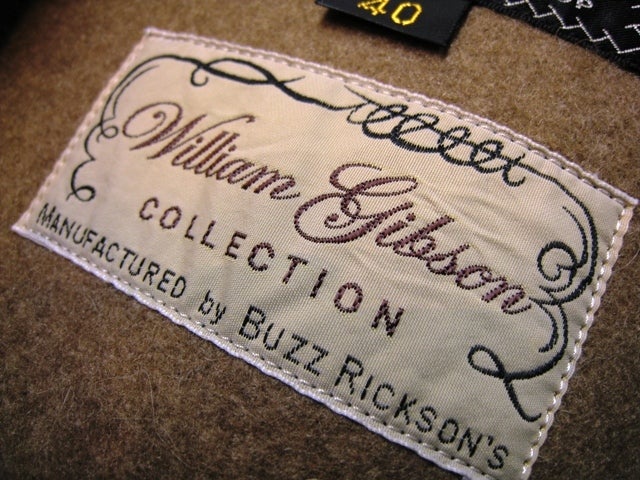 40
William Gibson
COLLECTION
MANUFACTURED by BUZZ RICKSON'S